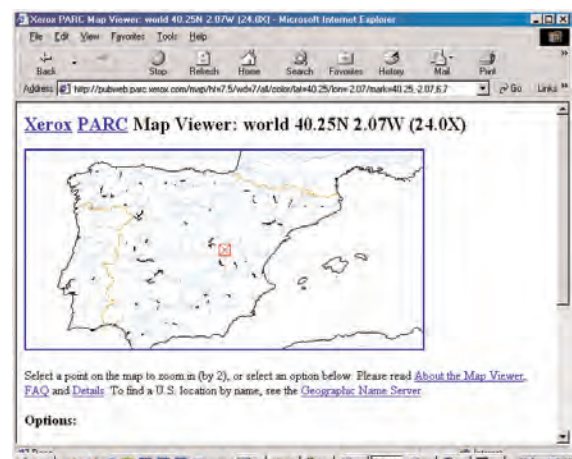 Xerox PARC Map Viewer: world 40.25N 2.07W (24.0X) - Microsoft Internet Explorer
File Edit View Favorites Tools Help
Back Stop Refresh Home Search Favorites History Mail Print
Address http://pubweb.parc.xerox.com/map/ht=7.5/wd=7/all/color/lat=40.25/lon=-2.07/mark=40.25,-2.07,6,7 Go Links
Xerox PARC Map Viewer: world 40.25N 2.07W (24.0X)
Select a point on the map to zoom in (by 2), or select an option below. Please read About the Map Viewer,
FAQ and Details. To find a U.S. location by name, see the Geographic Name Server.
Options: